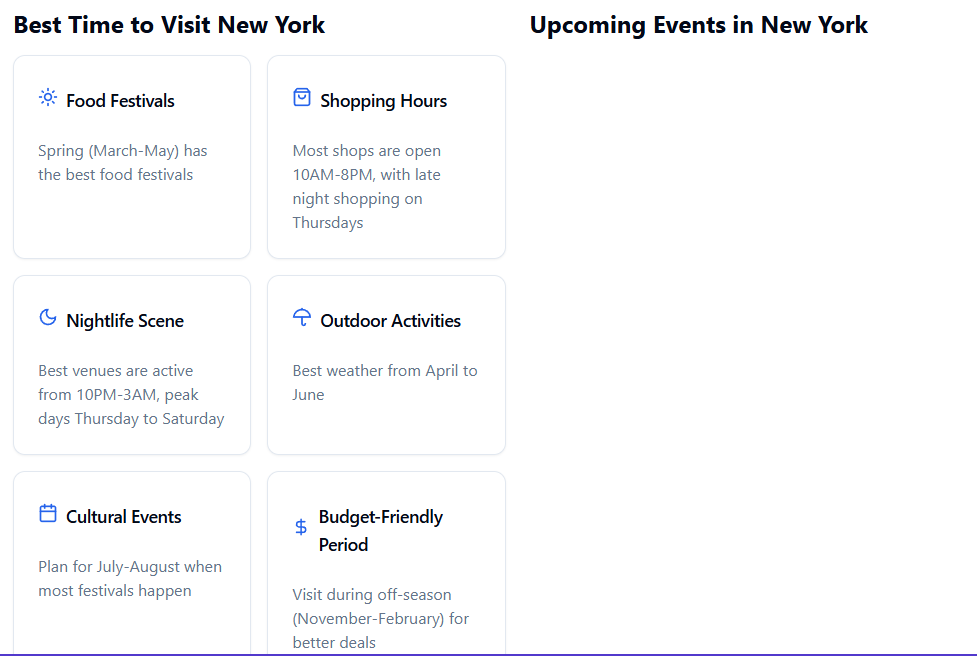 Best Time to Visit New York
Food Festivals
Spring (March-May) has
the best food festivals
Shopping Hours
Most shops are open
10AM-8PM, with late
night shopping on
Thursdays
Nightlife Scene
Best venues are active
from 10PM-3AM, peak
days Thursday to Saturday
Outdoor Activities
Best weather from April to
June
Cultural Events
Plan for July-August when
most festivals happen
Budget-Friendly
Period
Visit during off-season
(November-February) for
better deals
Upcoming Events in New York